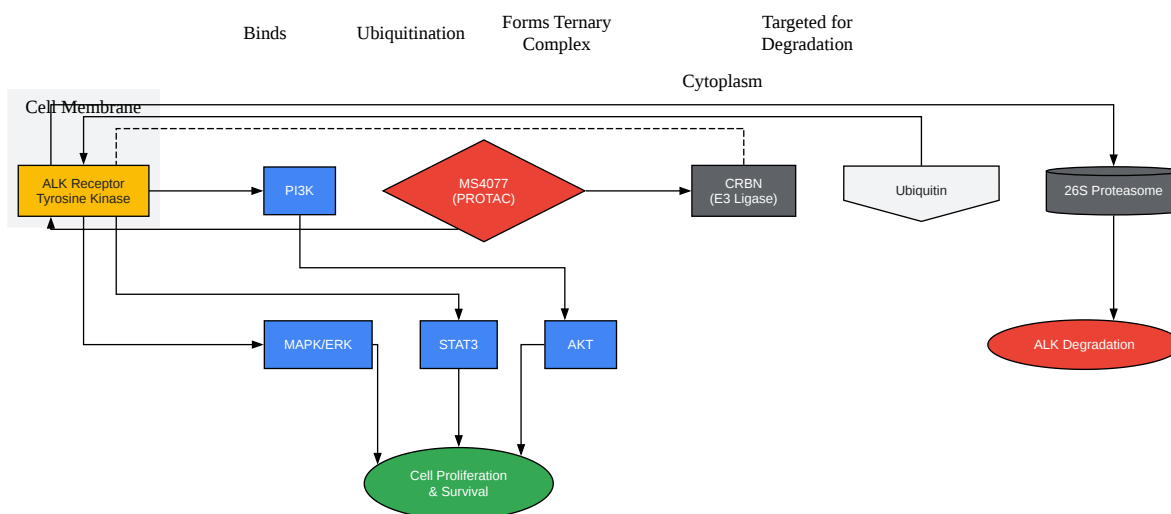 Binds
Ubiquitination
Forms Ternary
Complex
Targeted for
Degradation
Cytoplasm
Cell Membrane
ALK Receptor
Tyrosine Kinase
PI3K
MS4077
(PROTAC)
CRBN
(E3 Ligase)
Ubiquitin
26S Proteasome
MAPK/ERK
STAT3
AKT
ALK Degradation
Cell Proliferation
& Survival